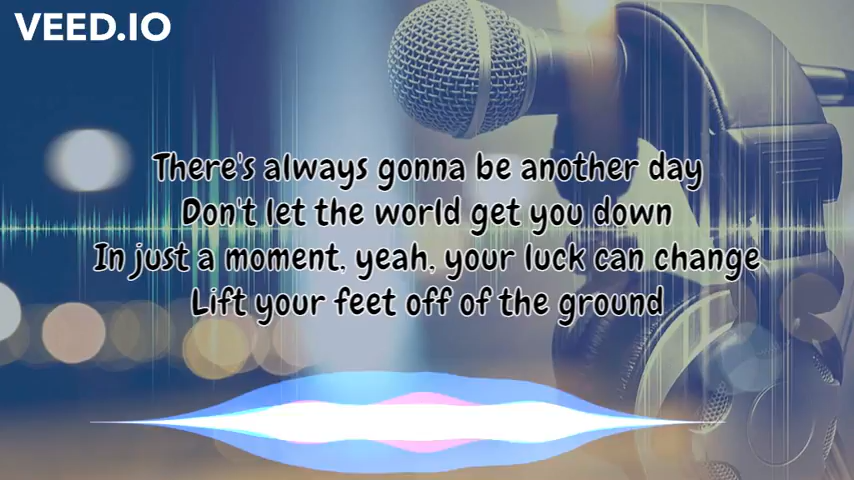 VEED.IO
There's always gonna be another day
Don't let the world get you down
In just a moment, yeah, your luck can change
Lift your feet off of the ground